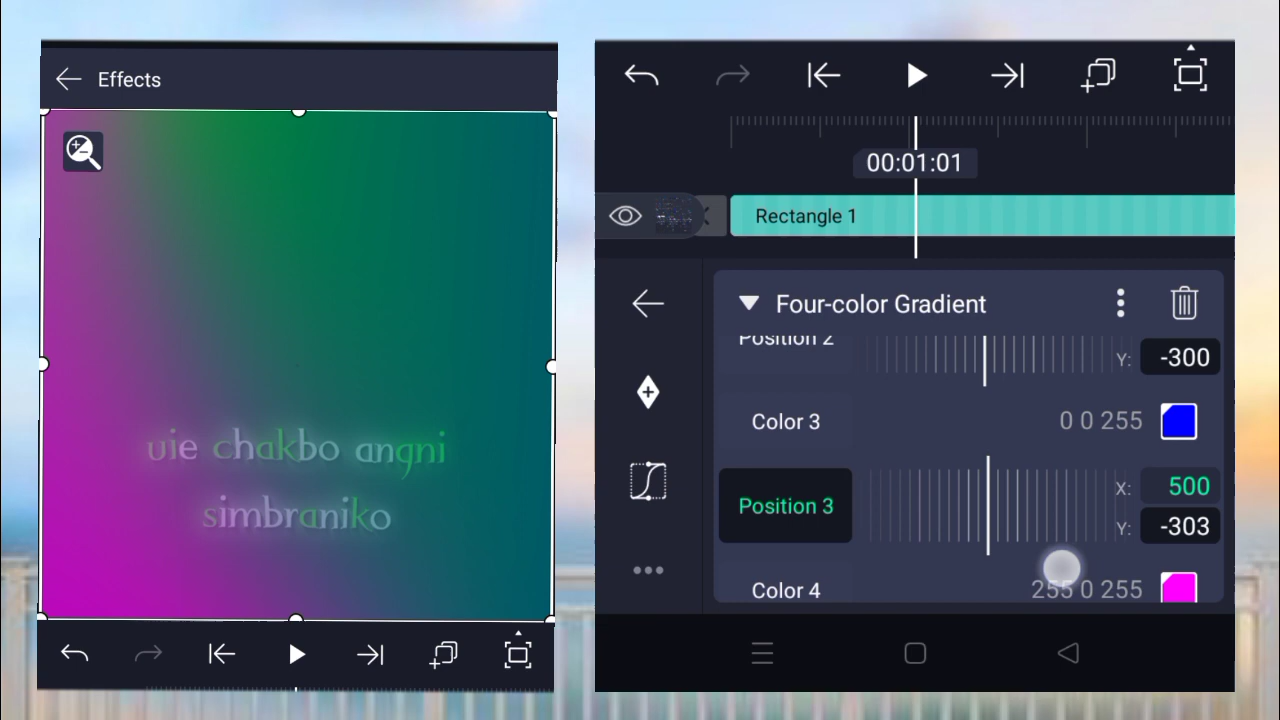 Effects
uie chakbo angni
simbraniko
00:01:01
Rectangle 1
Four-color Gradient
Position 2
Y: -300
Color 3 0 0 255
Position 3 X: 500
Y: -303
Color 4 255 0 255